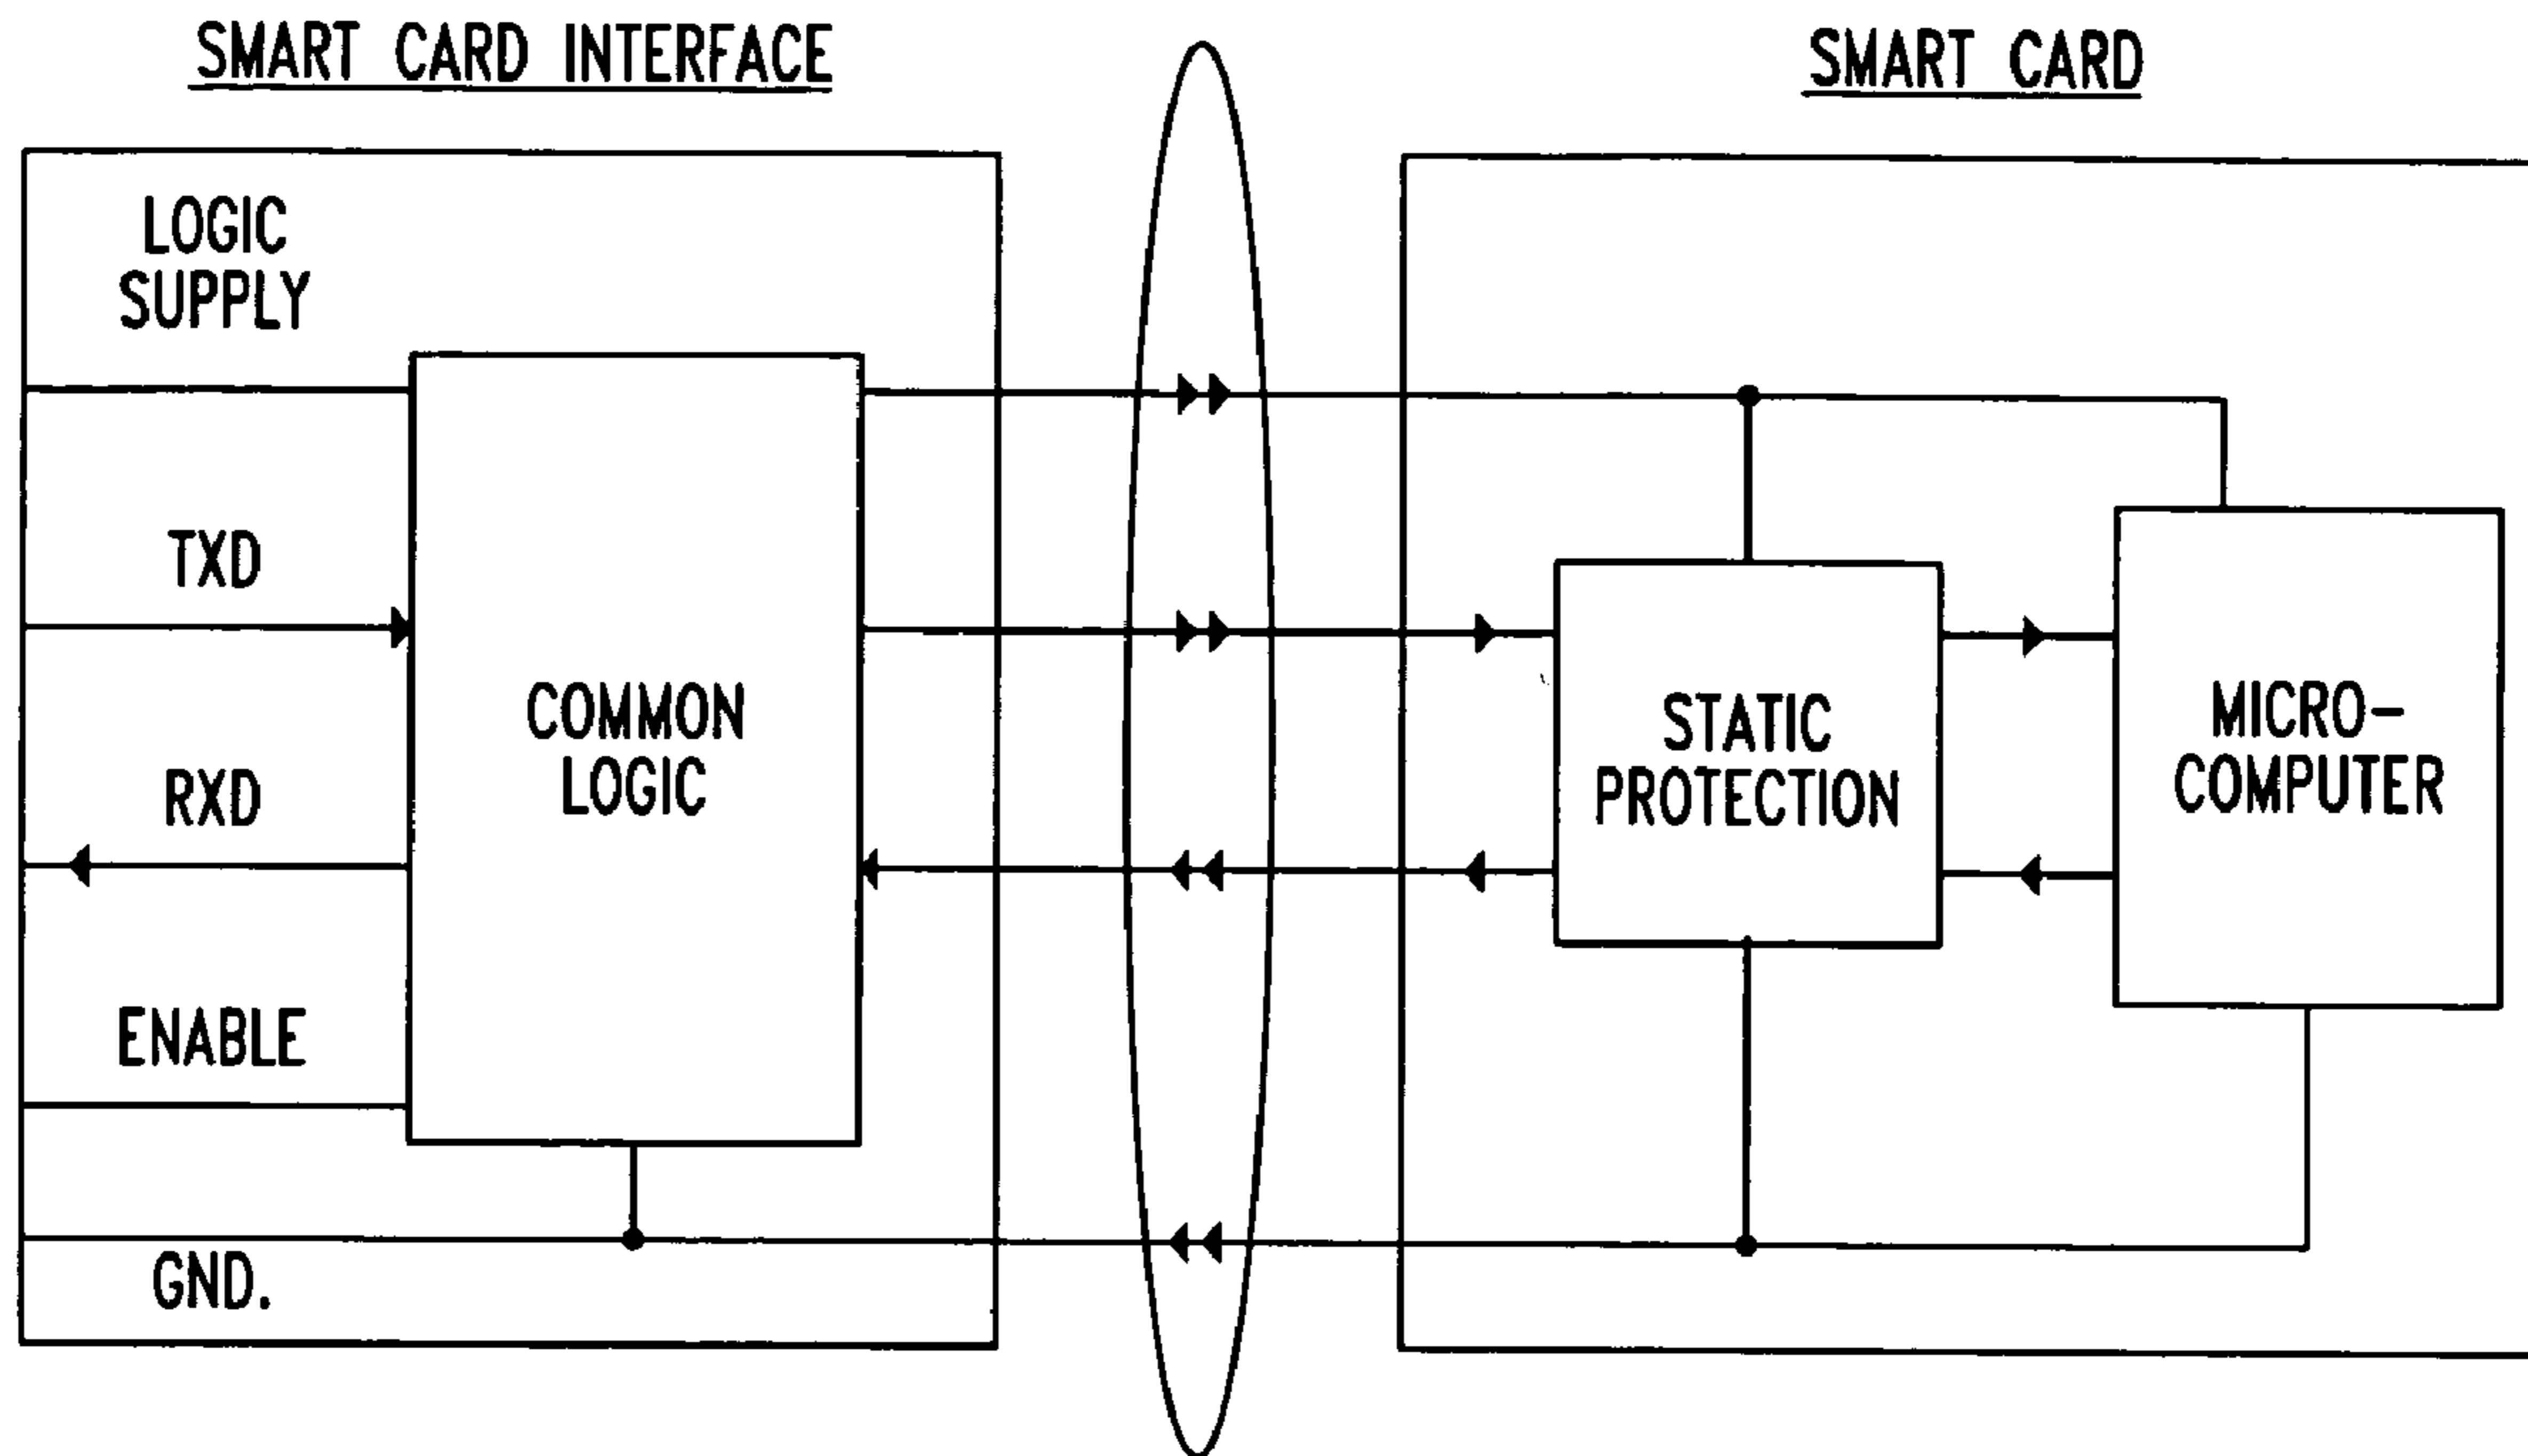 SMART CARD INTERFACE
SMART CARD
LOGIC
SUPPLY
TXD
RXD
ENABLE
GND.
COMMON
LOGIC
STATIC
PROTECTION
MICRO-
COMPUTER